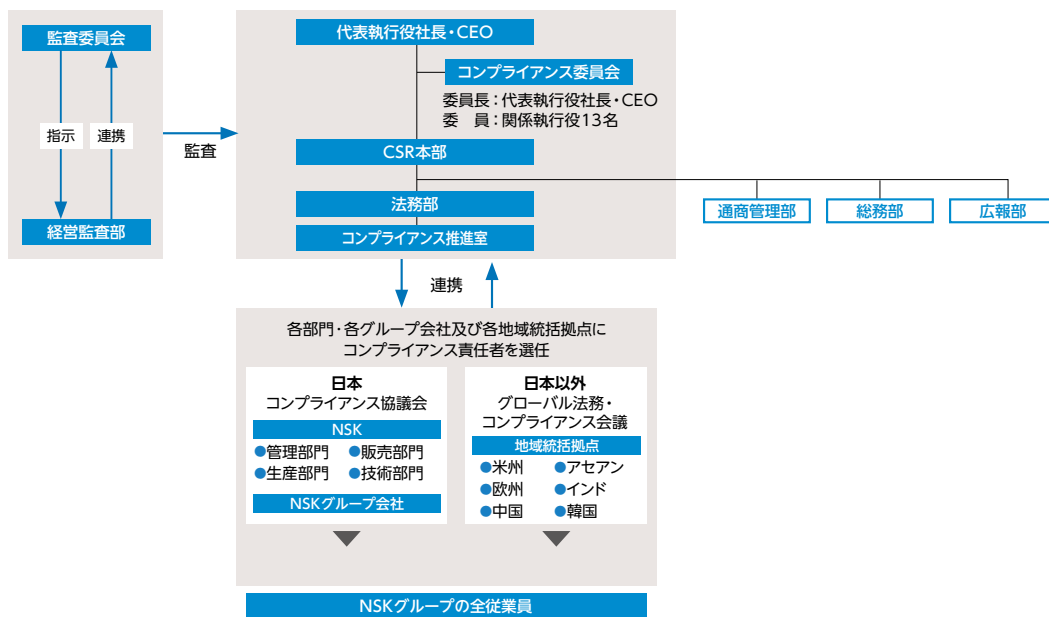 監査委員会
指示
連携
経営監査部
監査
代表執行役社長・CEO
コンプライアンス委員会
委員長：代表執行役社長・CEO
委　員：関係執行役13名
CSR本部
法務部
コンプライアンス推進室
通商管理部
総務部
広報部
連携
各部門・各グループ会社及び各地域統括拠点に
コンプライアンス責任者を選任
日本
コンプライアンス協議会
NSK
●管理部門 ●販売部門
●生産部門 ●技術部門
NSKグループ会社
日本以外
グローバル法務・
コンプライアンス会議
地域統括拠点
●米州 ●アセアン
●欧州 ●インド
●中国 ●韓国
NSKグループの全従業員